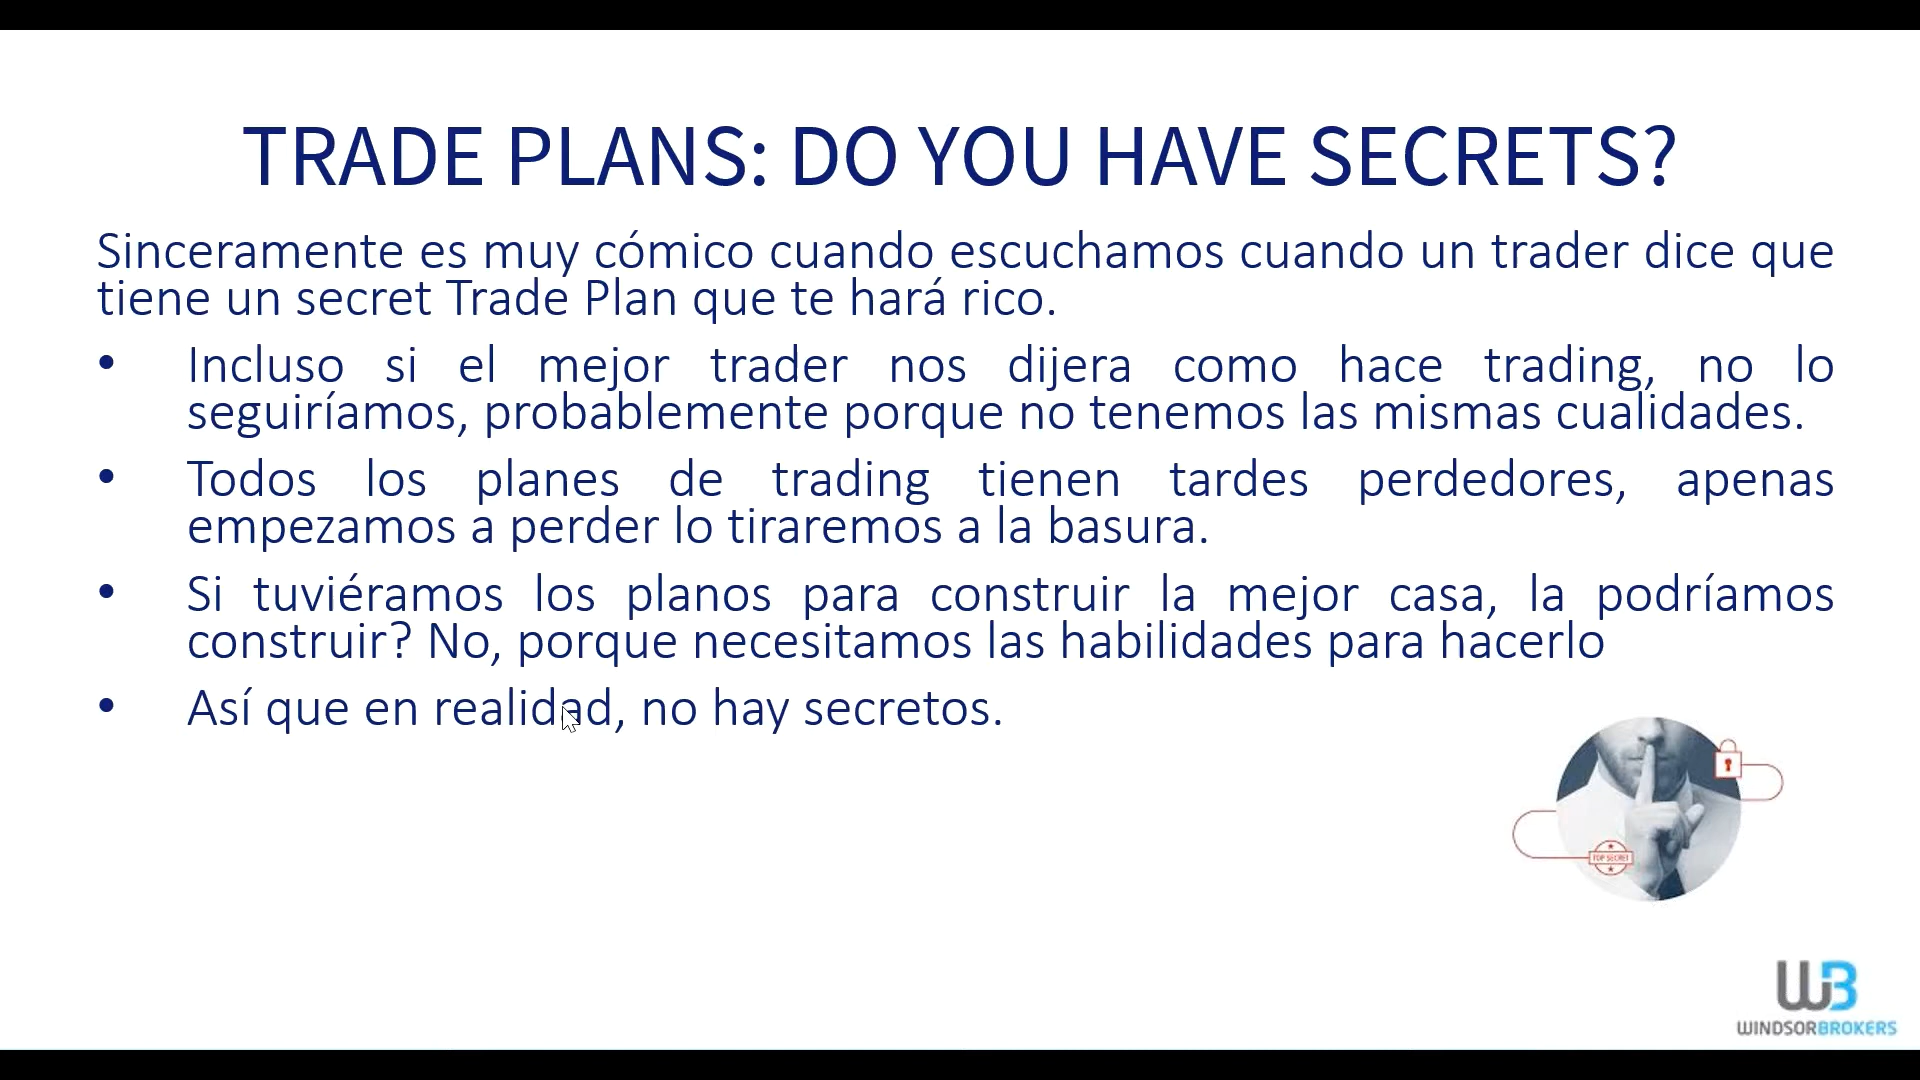 TRADE PLANS: DO YOU HAVE SECRETS?
Sinceramente es muy cómico cuando escuchamos cuando un trader dice que
tiene un secret Trade Plan que te hará rico.
• Incluso si el mejor trader nos dijera como hace trading, no lo
seguiríamos, probablemente porque no tenemos las mismas cualidades.
• Todos los planes de trading tienen tardes perdedores, apenas
empezamos a perder lo tiraremos a la basura.
• Si tuviéramos los planos para construir la mejor casa, la podríamos
construir? No, porque necesitamos las habilidades para hacerlo
• Así que en realidad, no hay secretos.
TOP SECRET
WB
WINDSORBROKERS